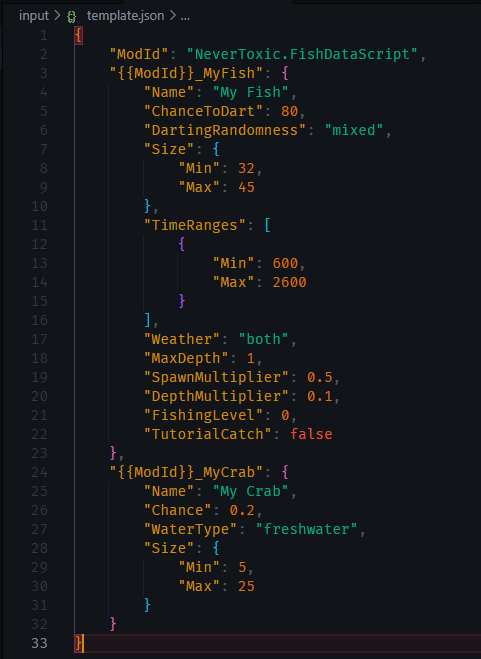 input > {} template.json > ...
1 {
2 "ModId": "NeverToxic.FishDataScript",
3 "{{ModId}}_MyFish": {
4 "Name": "My Fish",
5 "ChanceToDart": 80,
6 "DartingRandomness": "mixed",
7 "Size": {
8 "Min": 32,
9 "Max": 45
10 },
11 "TimeRanges": [
12 {
13 "Min": 600,
14 "Max": 2600
15 }
16 ],
17 "Weather": "both",
18 "MaxDepth": 1,
19 "SpawnMultiplier": 0.5,
20 "DepthMultiplier": 0.1,
21 "FishingLevel": 0,
22 "TutorialCatch": false
23 },
24 "{{ModId}}_MyCrab": {
25 "Name": "My Crab",
26 "Chance": 0.2,
27 "WaterType": "freshwater",
28 "Size": {
29 "Min": 5,
30 "Max": 25
31 }
32 }
33 }